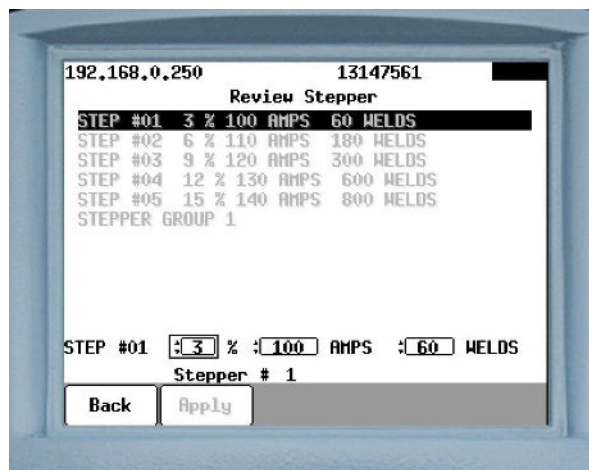 192.168.0.250 13147561
Review Stepper
STEP #01 3 % 100 AMPS 60 WELDS
STEP #02 6 % 110 AMPS 180 WELDS
STEP #03 9 % 120 AMPS 300 WELDS
STEP #04 12 % 130 AMPS 600 WELDS
STEP #05 15 % 140 AMPS 800 WELDS
STEPPER GROUP 1
STEP #01 3 % 100 AMPS 60 WELDS
Stepper # 1
Back Apply